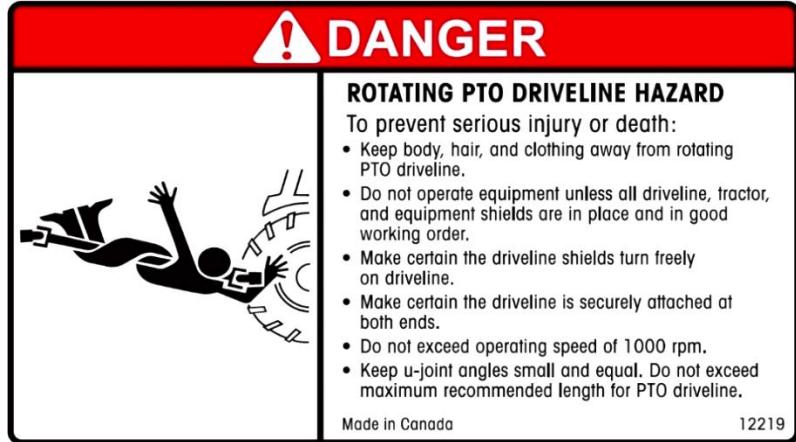 DANGER
ROTATING PTO DRIVELINE HAZARD
To prevent serious injury or death:
• Keep body, hair, and clothing away from rotating
PTO driveline.
• Do not operate equipment unless all driveline, tractor,
and equipment shields are in place and in good
working order.
• Make certain the driveline shields turn freely
on driveline.
• Make certain the driveline is securely attached at
both ends.
• Do not exceed operating speed of 1000 rpm.
• Keep u-joint angles small and equal. Do not exceed
maximum recommended length for PTO driveline.
Made in Canada 12219